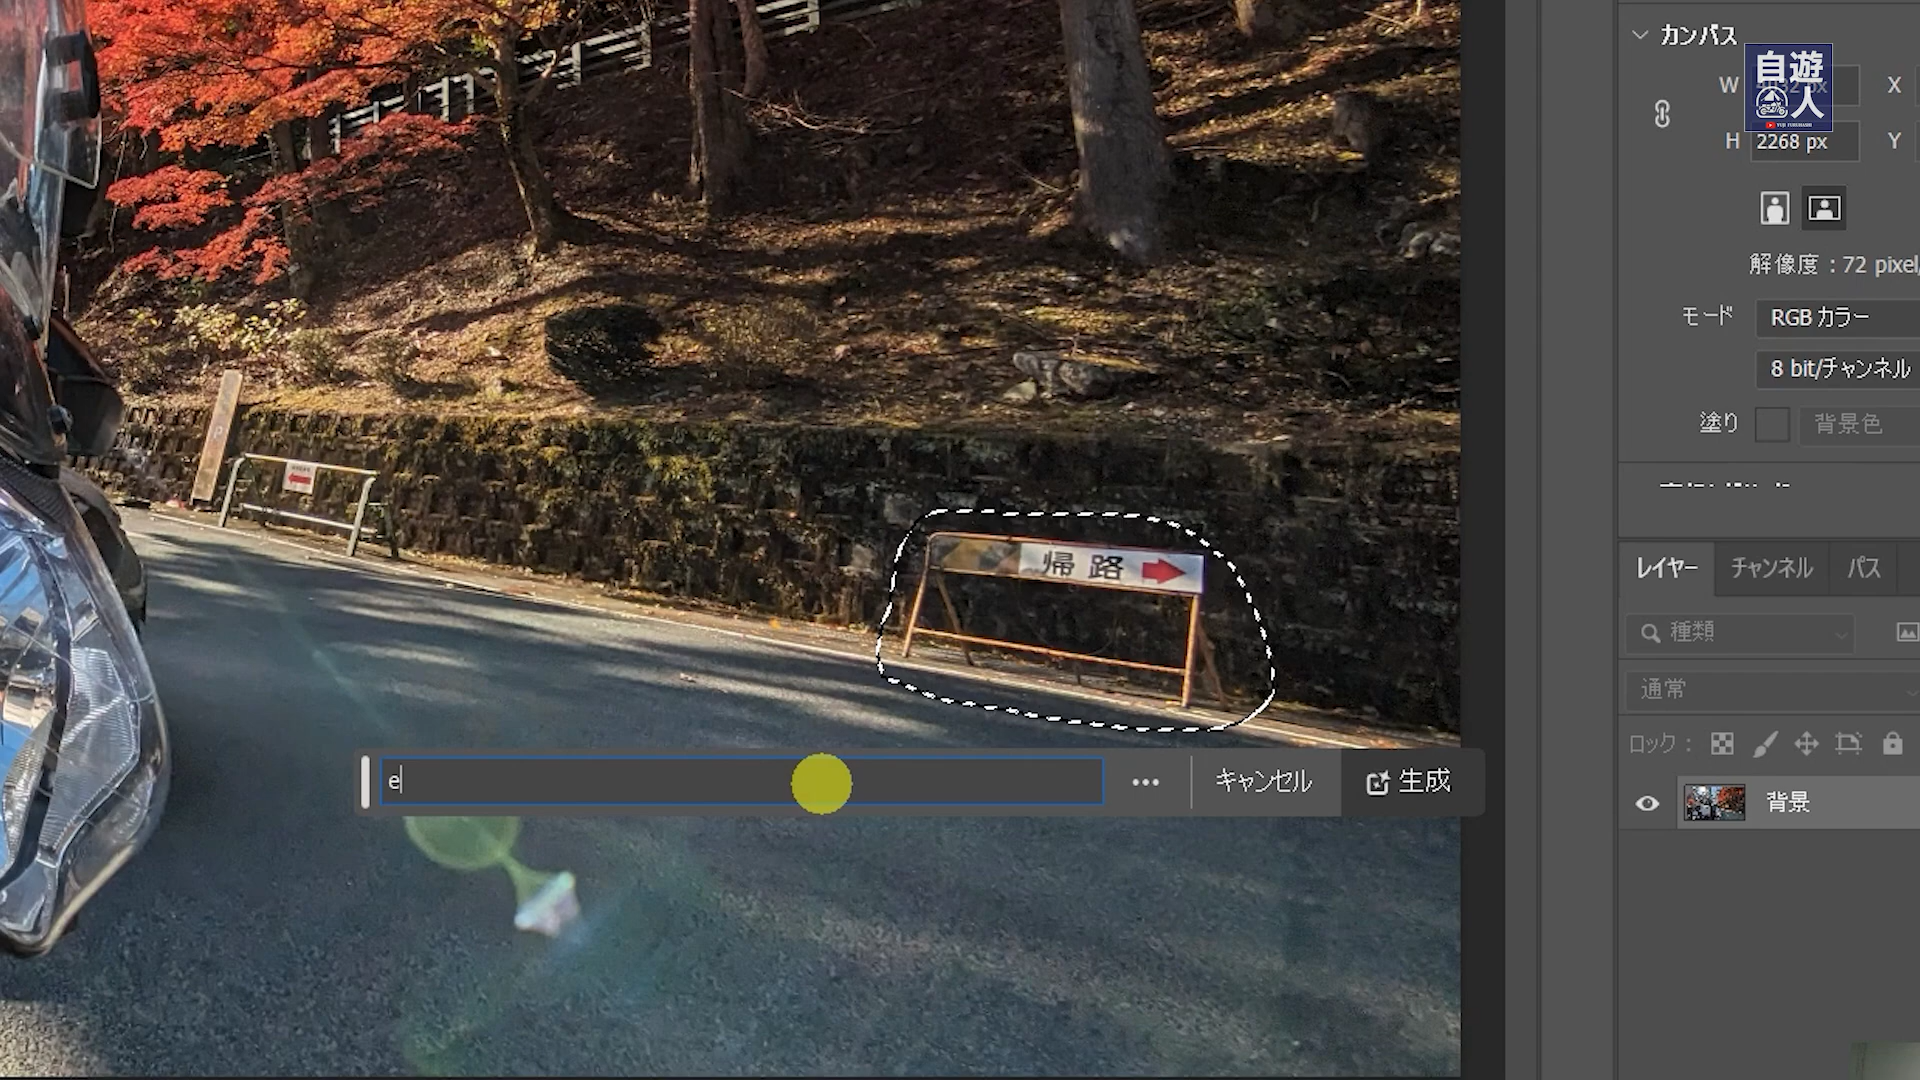 カンパス
自遊人
W
X
H 2268 px Y
解像度 : 72 pixel/
モード RGB カラー
8 bit/チャンネル
塗り 背景色
レイヤー チャンネル パス
種類
通常
ロック :
背景
帰路
e
キャンセル
生成
P